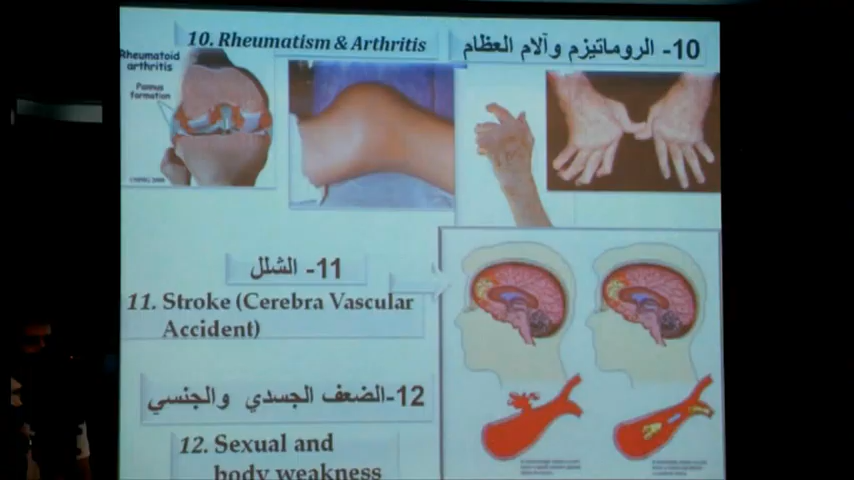 10. Rheumatism & Arthritis
10- الروماتيزم وآلام العظام
Rheumatoid
arthritis
Pannus
formation
11- الشلل
11. Stroke (Cerebra Vascular
Accident)
12-الضعف الجسدي والجنسي
12. Sexual and
body weakness